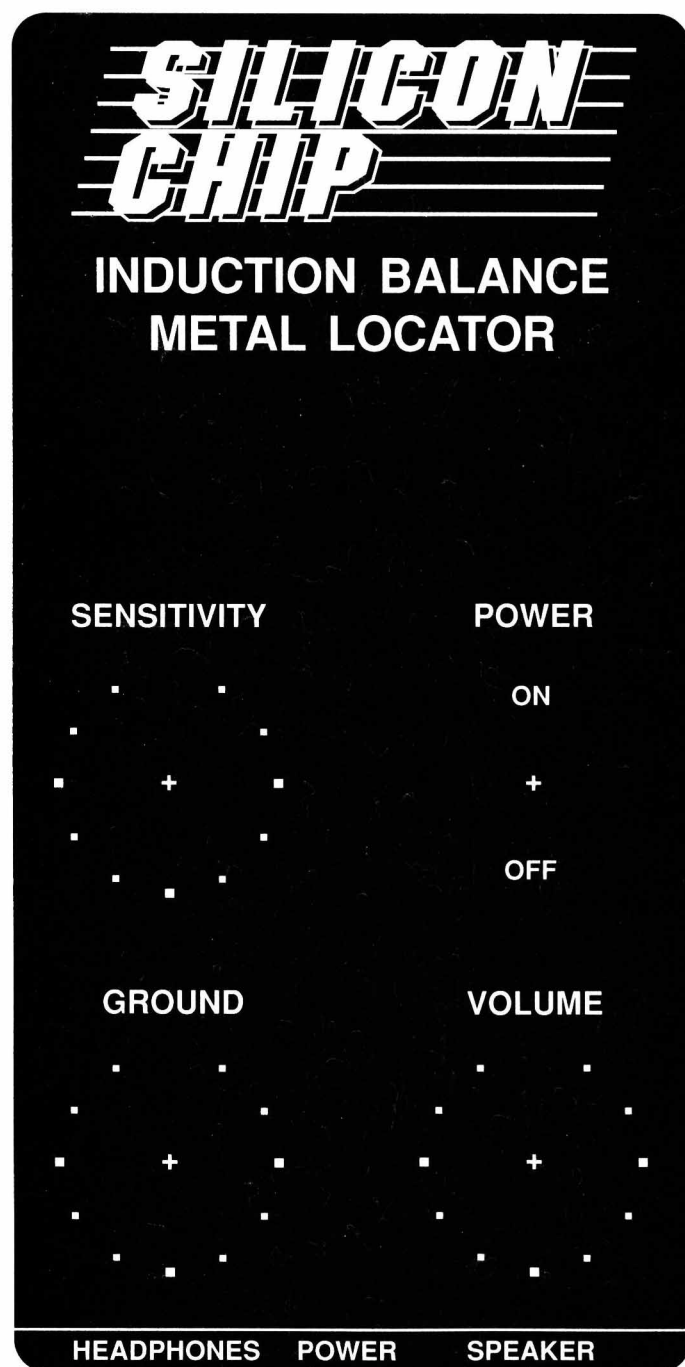 SILICON
CHIP
INDUCTION BALANCE
METAL LOCATOR
SENSITIVITY
POWER
ON
OFF
GROUND
VOLUME
HEADPHONES POWER SPEAKER